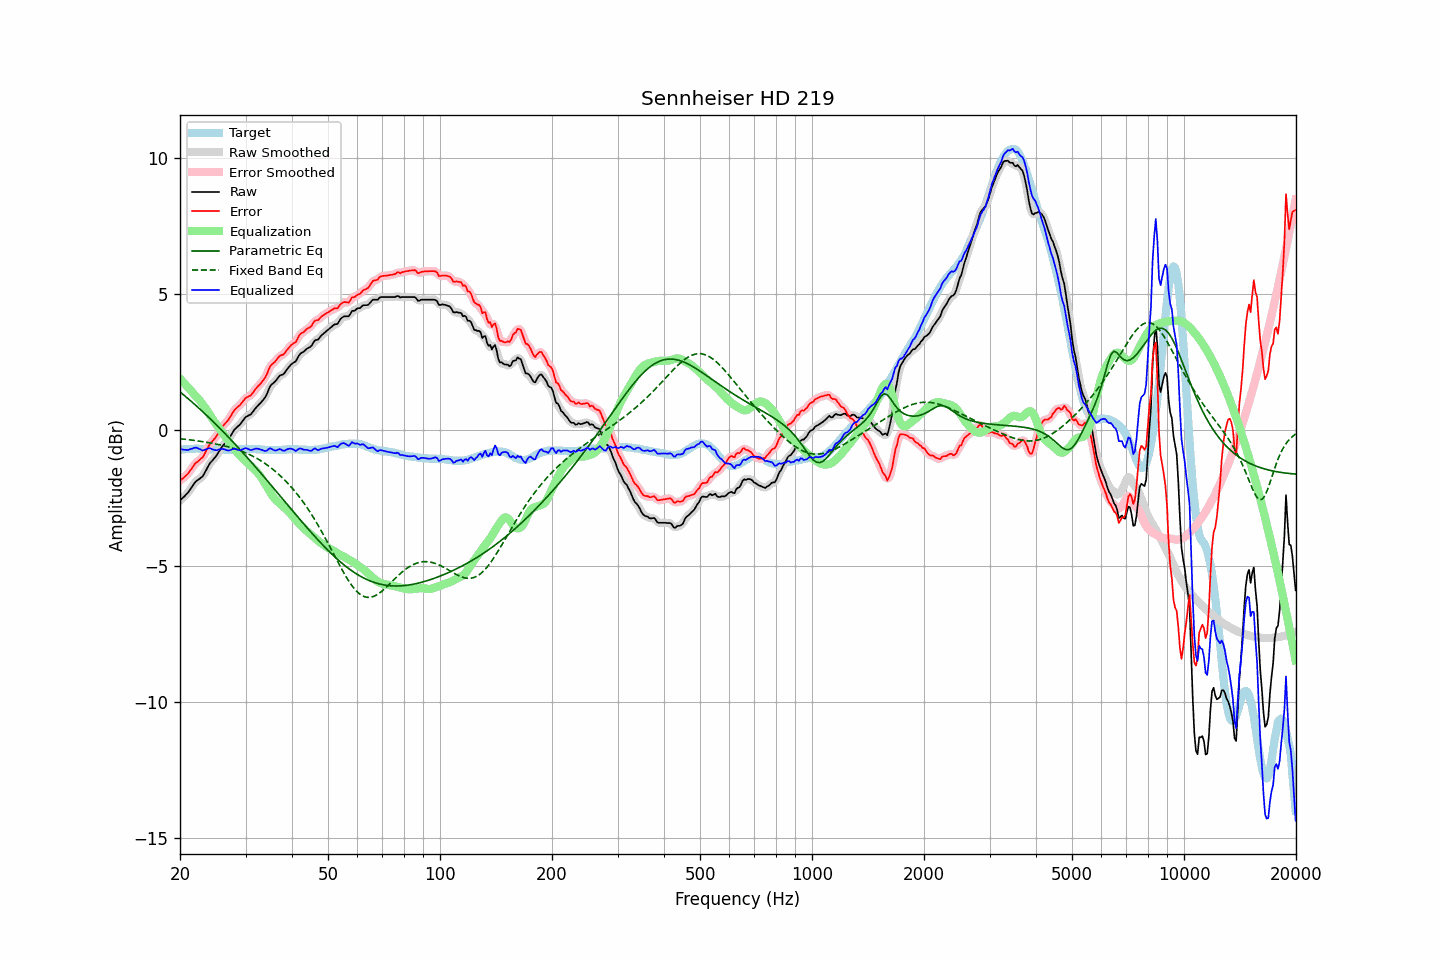 Sennheiser HD 219
Target
Raw Smoothed
Error Smoothed
Raw
Error
Equalization
Parametric Eq
Fixed Band Eq
Equalized
10
5
0
−5
−10
−15
Amplitude (dBr)
20
50
100
200
500
1000
2000
5000
10000
20000
Frequency (Hz)